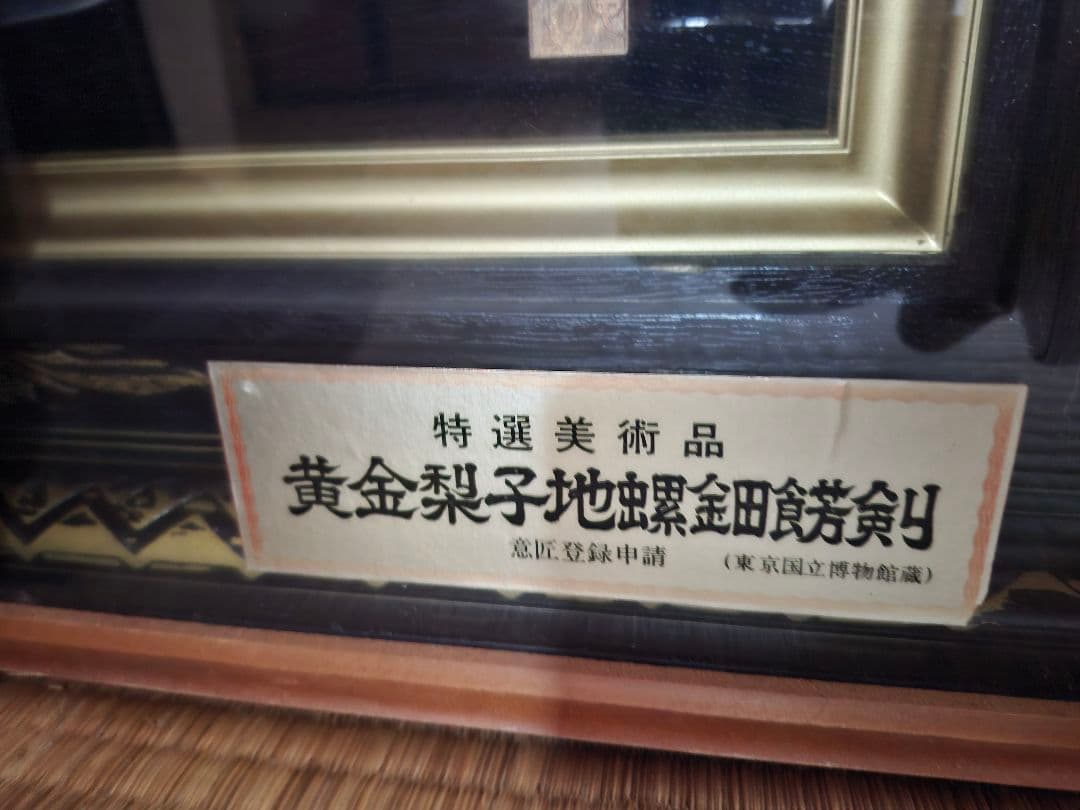 特選美術品
黄金梨子地螺鈿餝剣
意匠登録申請 (東京国立博物館蔵)